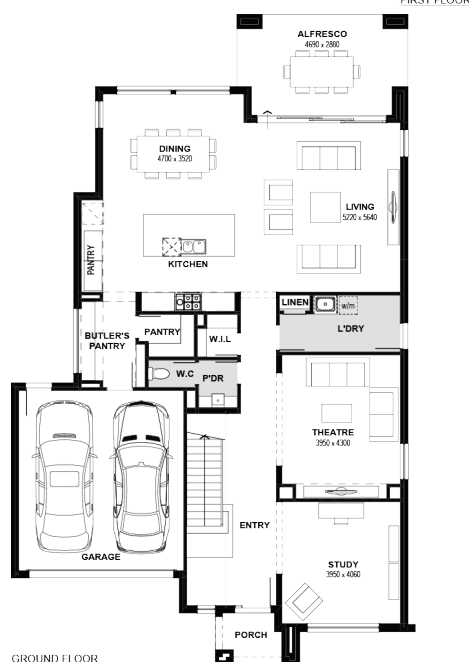 FIRST FLOOR
ALFRESCO
4690 x 2880
DINING
4700 x 3520
LIVING
5220 x 5640
PANTRY
KITCHEN
LINEN
w/m
BUTLER'S
PANTRY
PANTRY
W.I.L
L'DRY
W.C
P'DR
THEATRE
3950 x 4300
ENTRY
GARAGE
STUDY
3950 x 4060
PORCH
GROUND FLOOR